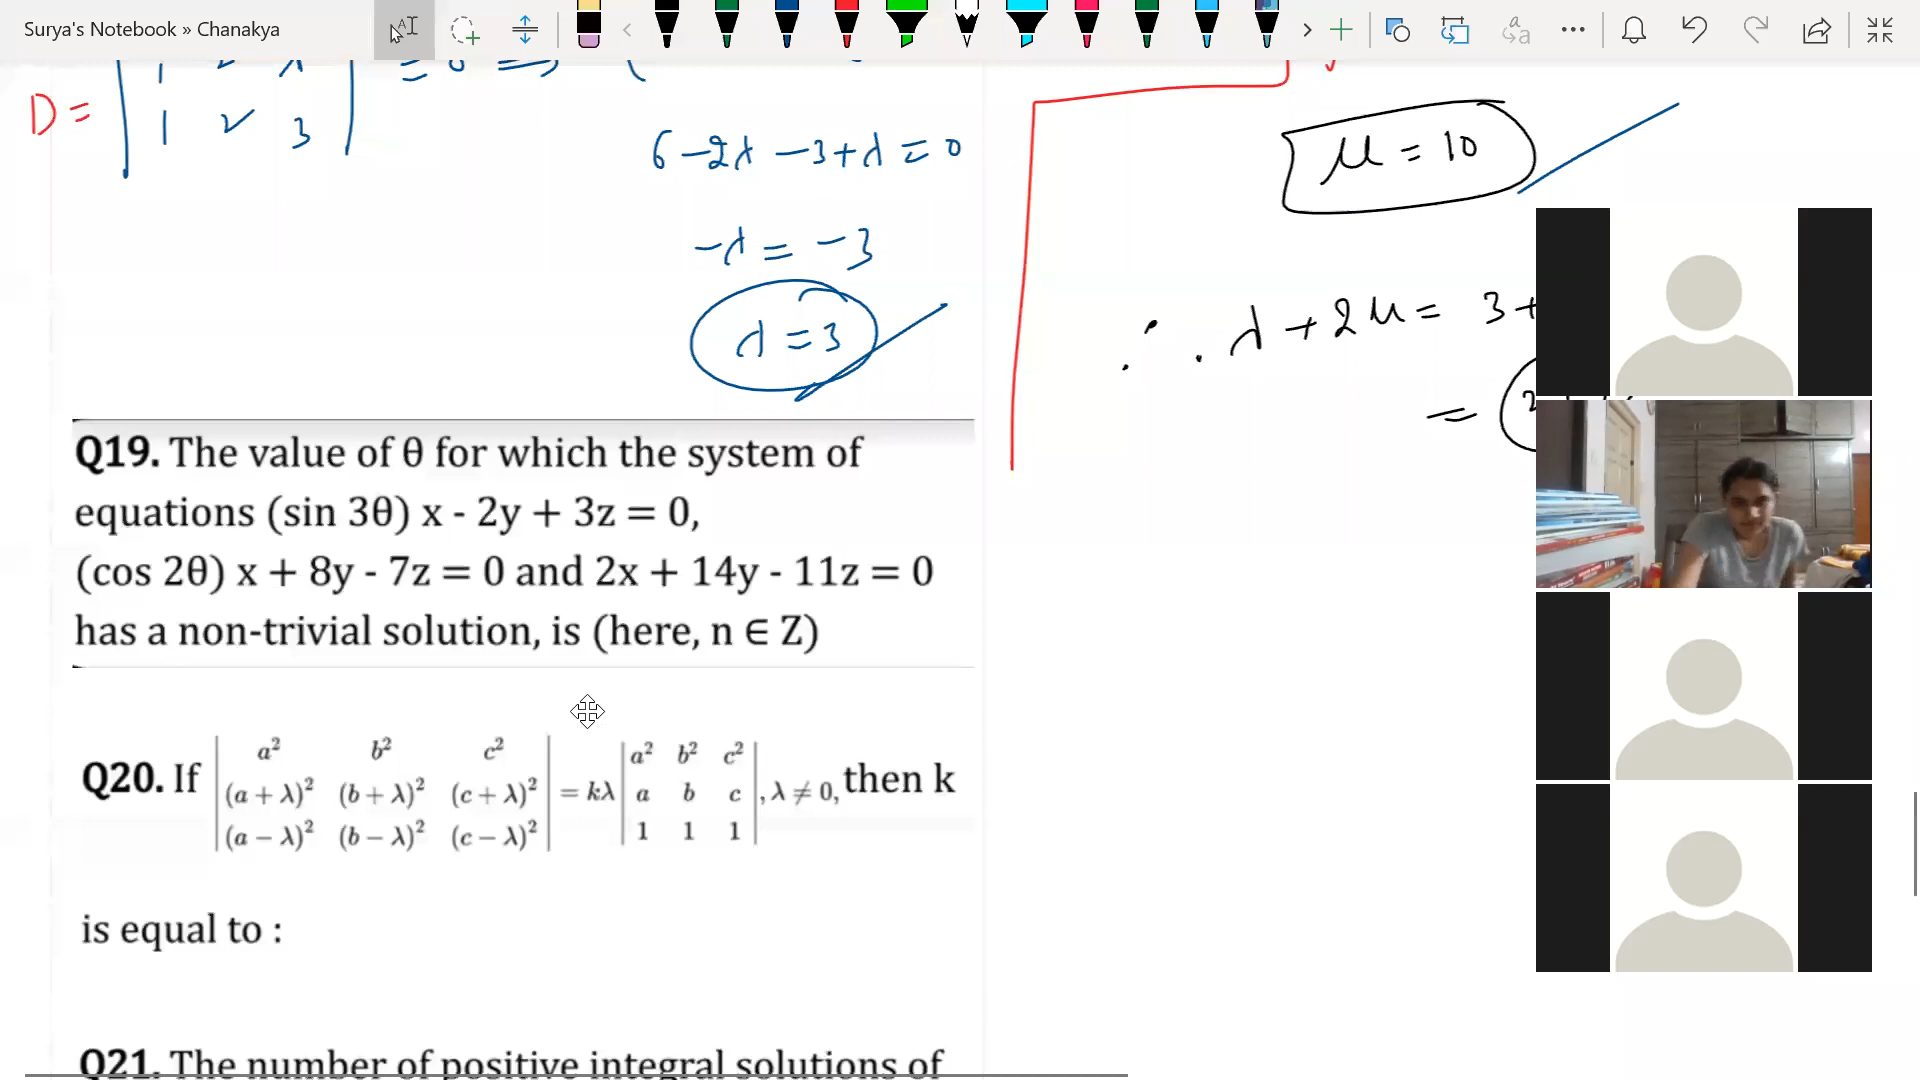 Surya's Notebook » Chanakya
D =
1 2 3
6 - 2λ - 3 + λ = 0
-λ = -3
λ = 3
μ = 10
∴ λ + 2μ = 3 +
=
Q19. The value of θ for which the system of
equations (sin 3θ) x - 2y + 3z = 0,
(cos 2θ) x + 8y - 7z = 0 and 2x + 14y - 11z = 0
has a non-trivial solution, is (here, n ∈ Z)
Q20. If | a² b² c² | = kλ | a² b² c² |, λ ≠ 0, then k
| (a + λ)² (b + λ)² (c + λ)² | | a b c |
| (a − λ)² (b − λ)² (c − λ)² | | 1 1 1 |
is equal to :
Q21. The number of positive integral solutions of